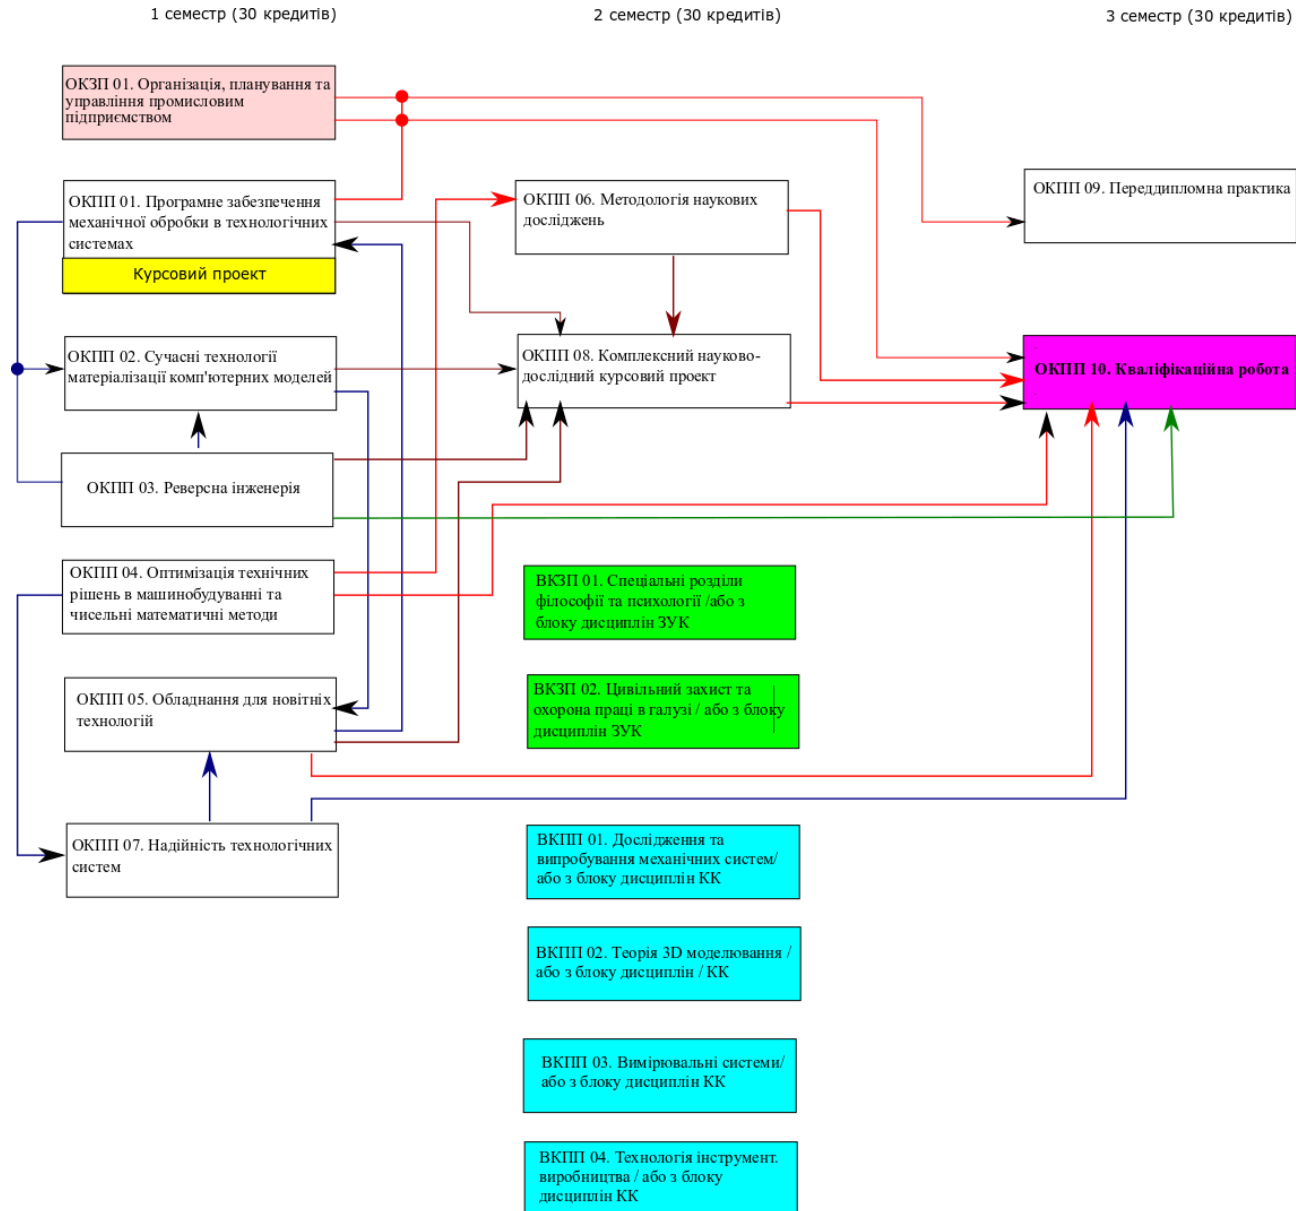 1 семестр (30 кредитів)
2 семестр (30 кредитів)
3 семестр (30 кредитів)
ОКЗП 01. Організація, планування та
управління промисловим
підприємством
ОКПП 01. Програмне забезпечення
механічної обробки в технологічних
системах
Курсовий проект
ОКПП 02. Сучасні технології
матеріалізації комп'ютерних моделей
ОКПП 03. Реверсна інженерія
ОКПП 04. Оптимізація технічних
рішень в машинобудуванні та
чисельні математичні методи
ОКПП 05. Обладнання для новітніх
технологій
ОКПП 07. Надійність технологічних
систем
ОКПП 06. Методологія наукових
досліджень
ОКПП 08. Комплексний науково-
дослідний курсовий проект
ВКЗП 01. Спеціальні розділи
філософії та психології /або з
блоку дисциплін ЗУК
ВКЗП 02. Цивільний захист та
охорона праці в галузі / або з блоку
дисциплін ЗУК
ВКПП 01. Дослідження та
випробування механічних систем/
або з блоку дисциплін КК
ВКПП 02. Теорія 3D моделювання /
або з блоку дисциплін / КК
ВКПП 03. Вимірювальні системи/
або з блоку дисциплін КК
ВКПП 04. Технологія інструмент.
виробництва / або з блоку
дисциплін КК
ОКПП 09. Переддипломна практика
ОКПП 10. Кваліфікаційна робота